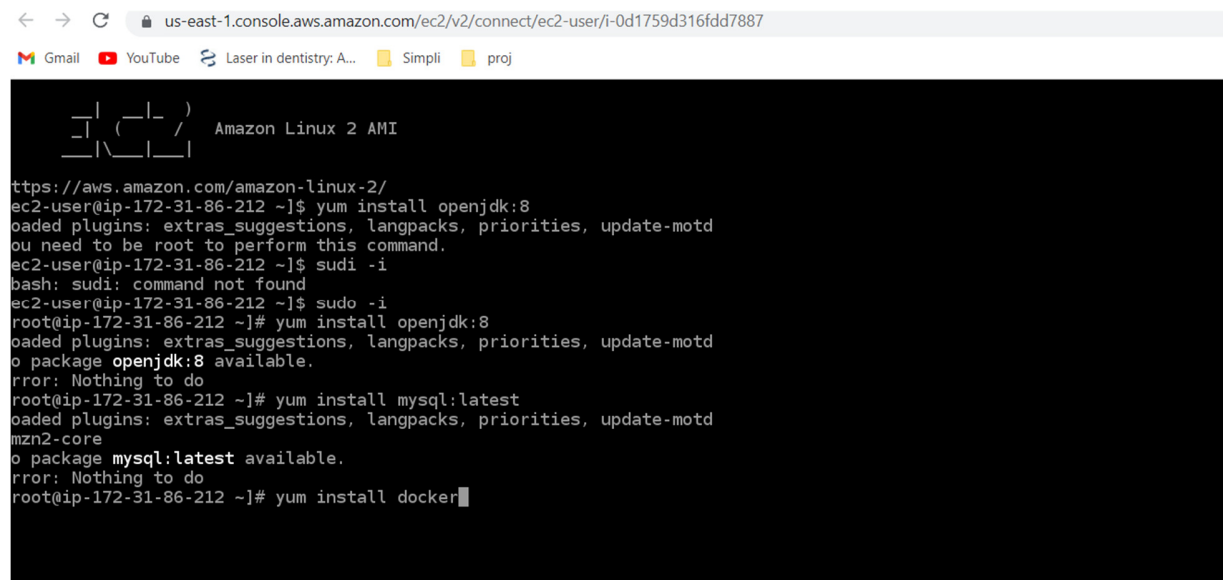 us-east-1.console.aws.amazon.com/ec2/v2/connect/ec2-user/i-0d1759d316fdd7887
Gmail YouTube Laser in dentistry: A... Simpli proj
__| __|_ )
_| ( / Amazon Linux 2 AMI
___|\___|___|
ttps://aws.amazon.com/amazon-linux-2/
ec2-user@ip-172-31-86-212 ~]$ yum install openjdk:8
oaded plugins: extras_suggestions, langpacks, priorities, update-motd
ou need to be root to perform this command.
ec2-user@ip-172-31-86-212 ~]$ sudi -i
bash: sudi: command not found
ec2-user@ip-172-31-86-212 ~]$ sudo -i
root@ip-172-31-86-212 ~]# yum install openjdk:8
oaded plugins: extras_suggestions, langpacks, priorities, update-motd
o package openjdk:8 available.
rror: Nothing to do
root@ip-172-31-86-212 ~]# yum install mysql:latest
oaded plugins: extras_suggestions, langpacks, priorities, update-motd
mzn2-core
o package mysql:latest available.
rror: Nothing to do
root@ip-172-31-86-212 ~]# yum install docker